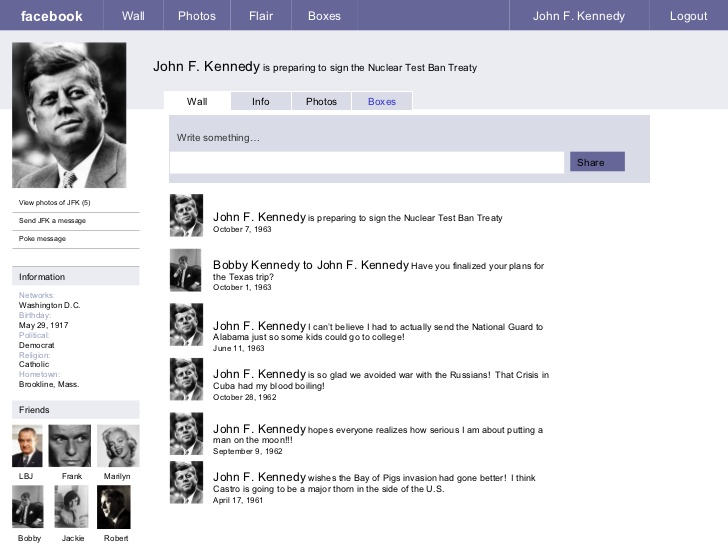 facebook
Wall
Photos
Flair
Boxes
John F. Kennedy
Logout
John F. Kennedy is preparing to sign the Nuclear Test Ban Treaty
Wall
Info
Photos
Boxes
Write something…
Share
View photos of JFK (5)
Send JFK a message
Poke message
Information
Networks:
Washington D.C.
Birthday:
May 29, 1917
Political:
Democrat
Religion:
Catholic
Hometown:
Brookline, Mass.
Friends
LBJ
Frank
Marilyn
Bobby
Jackie
Robert
John F. Kennedy is preparing to sign the Nuclear Test Ban Treaty
October 7, 1963
Bobby Kennedy to John F. Kennedy Have you finalized your plans for
the Texas trip?
October 1, 1963
John F. Kennedy I can't believe I had to actually send the National Guard to
Alabama just so some kids could go to college!
June 11, 1963
John F. Kennedy is so glad we avoided war with the Russians! That Crisis in
Cuba had my blood boiling!
October 28, 1962
John F. Kennedy hopes everyone realizes how serious I am about putting a
man on the moon!!!
September 9, 1962
John F. Kennedy wishes the Bay of Pigs invasion had gone better! I think
Castro is going to be a major thorn in the side of the U.S.
April 17, 1961